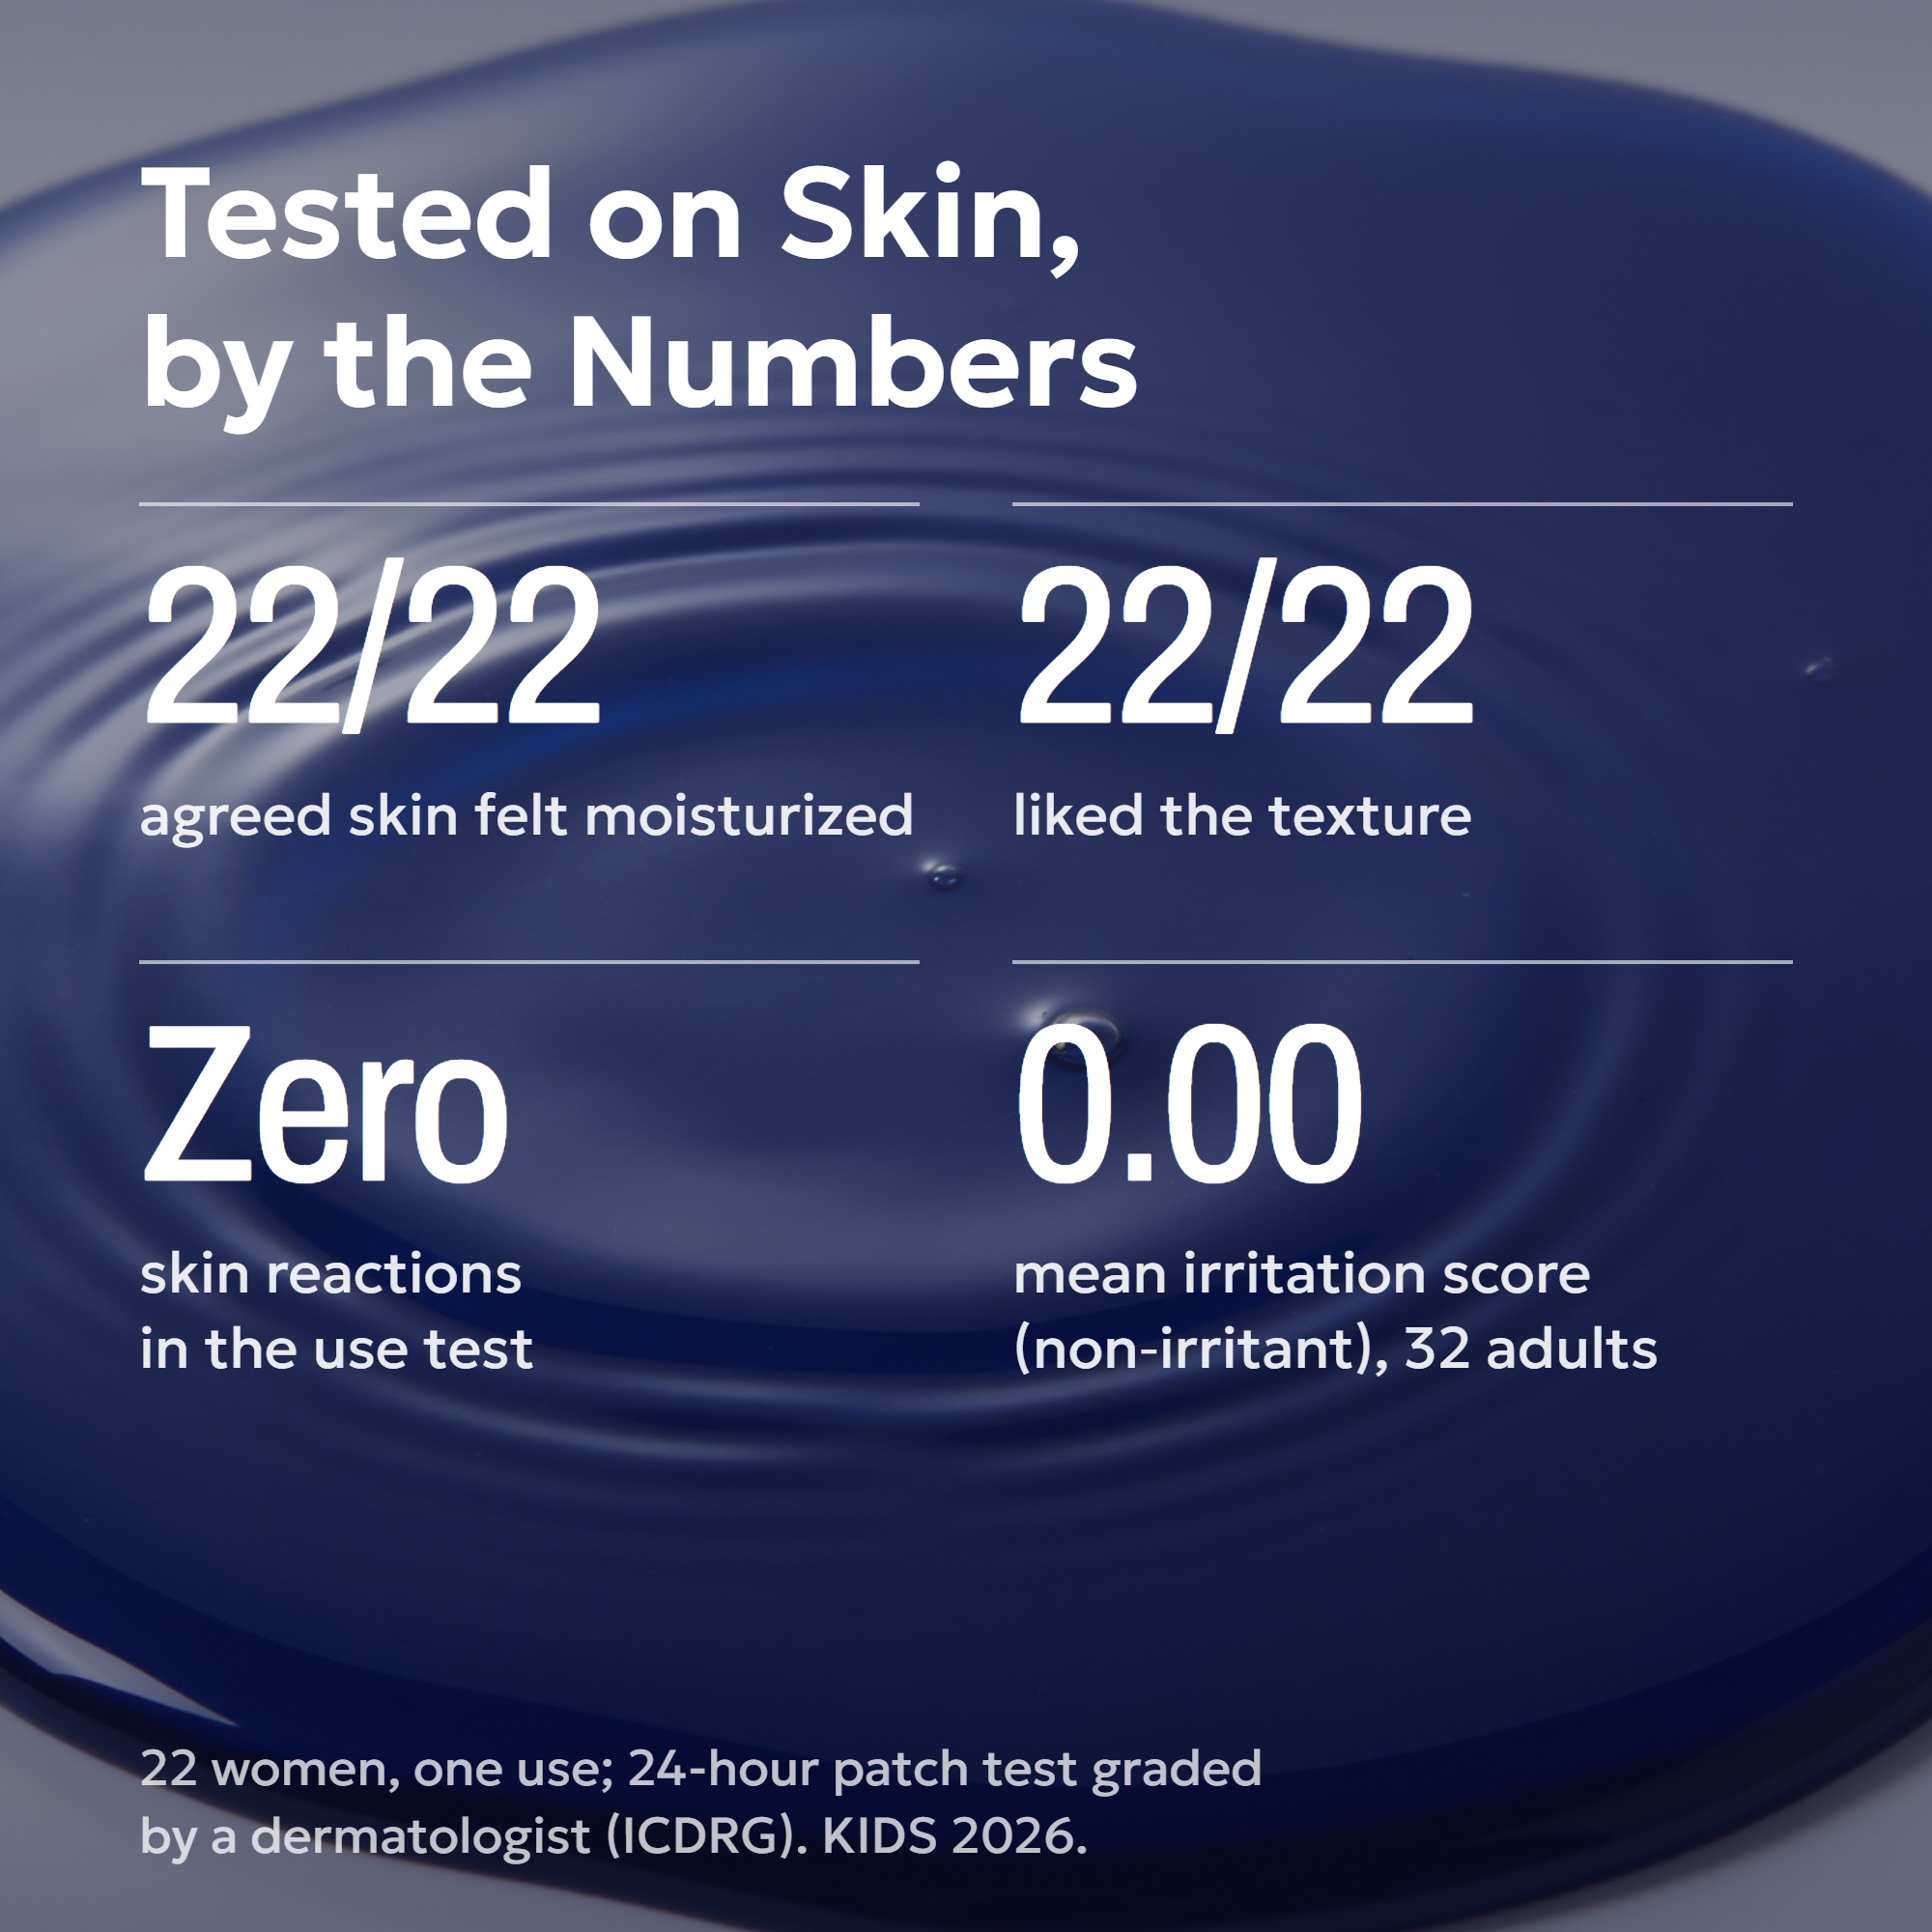 Tested on Skin,
by the Numbers
22/22
agreed skin felt moisturized
22/22
liked the texture
Zero
skin reactions
in the use test
0.00
mean irritation score
(non-irritant), 32 adults
22 women, one use; 24-hour patch test graded
by a dermatologist (ICDRG). KIDS 2026.